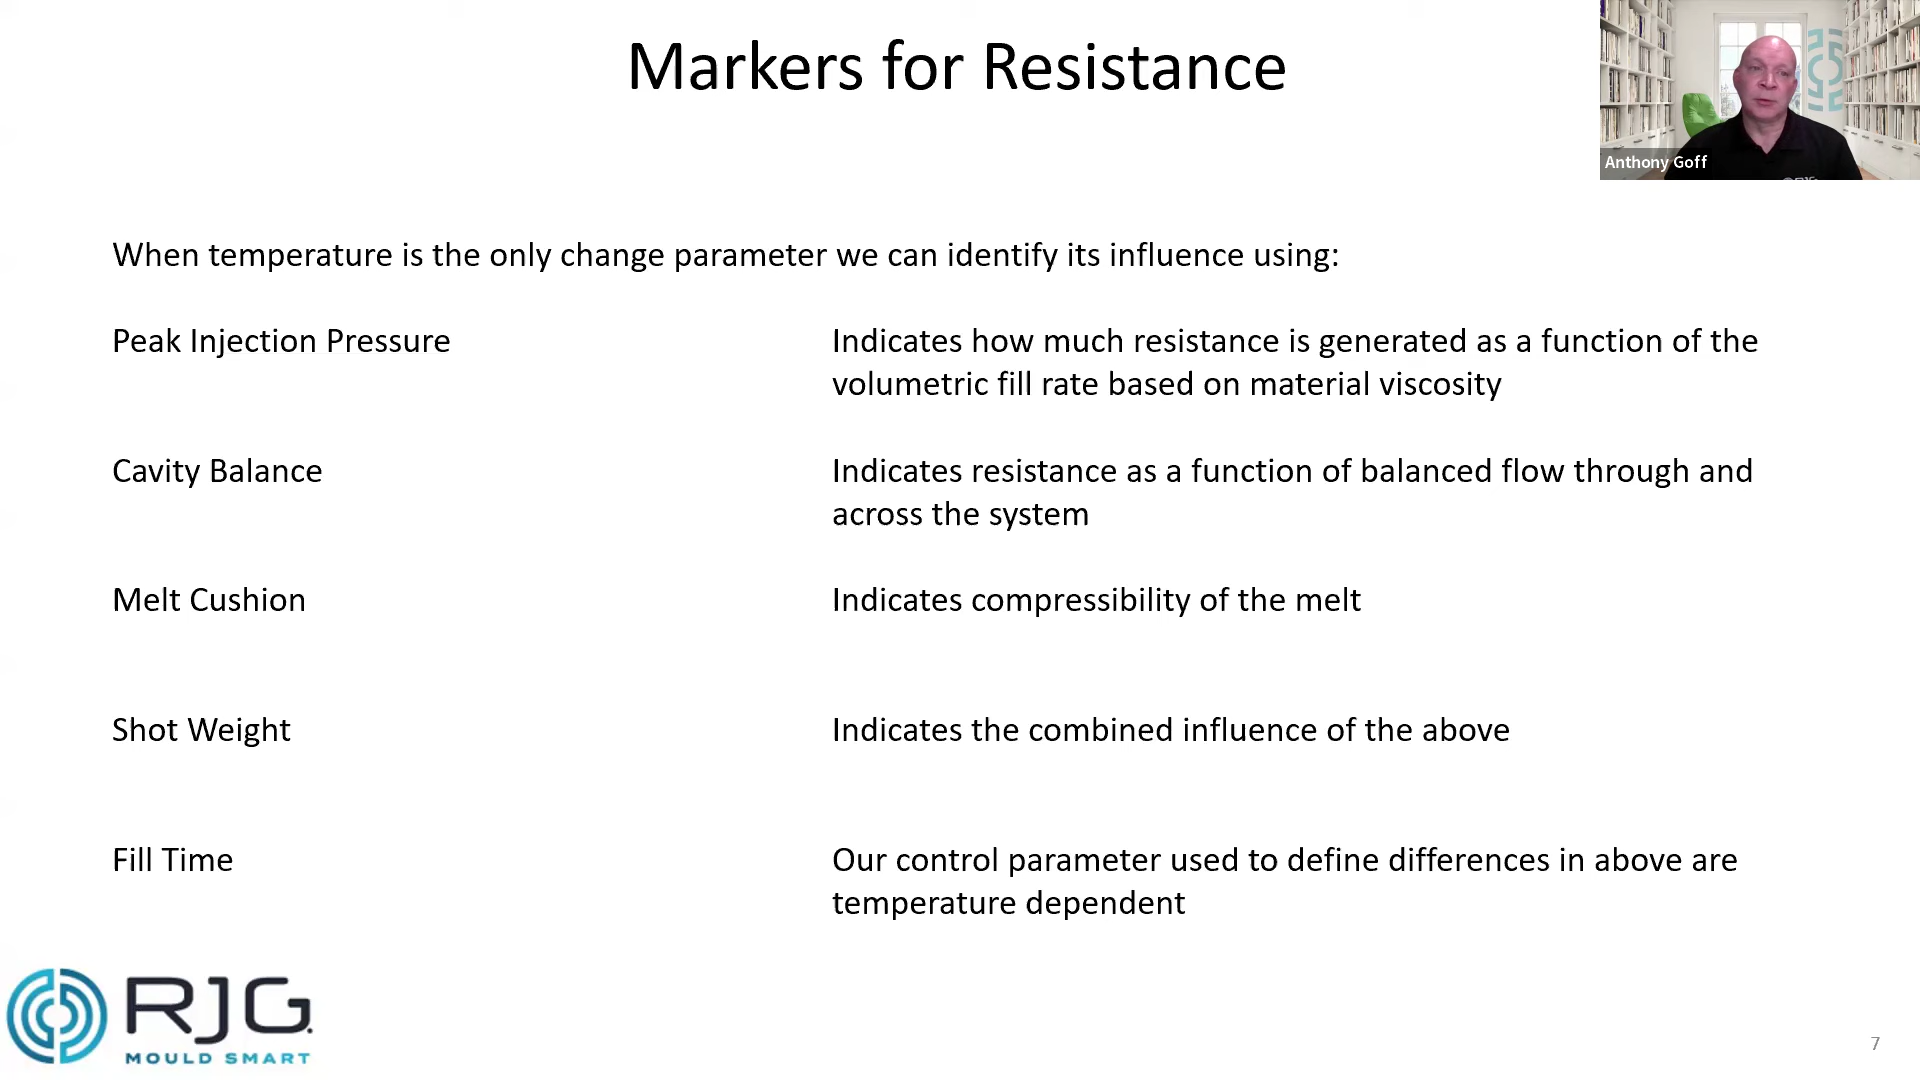 Markers for Resistance
Anthony Goff
When temperature is the only change parameter we can identify its influence using:
Peak Injection Pressure
Indicates how much resistance is generated as a function of the
volumetric fill rate based on material viscosity
Cavity Balance
Indicates resistance as a function of balanced flow through and
across the system
Melt Cushion
Indicates compressibility of the melt
Shot Weight
Indicates the combined influence of the above
Fill Time
Our control parameter used to define differences in above are
temperature dependent
RJG.
MOULD SMART
7